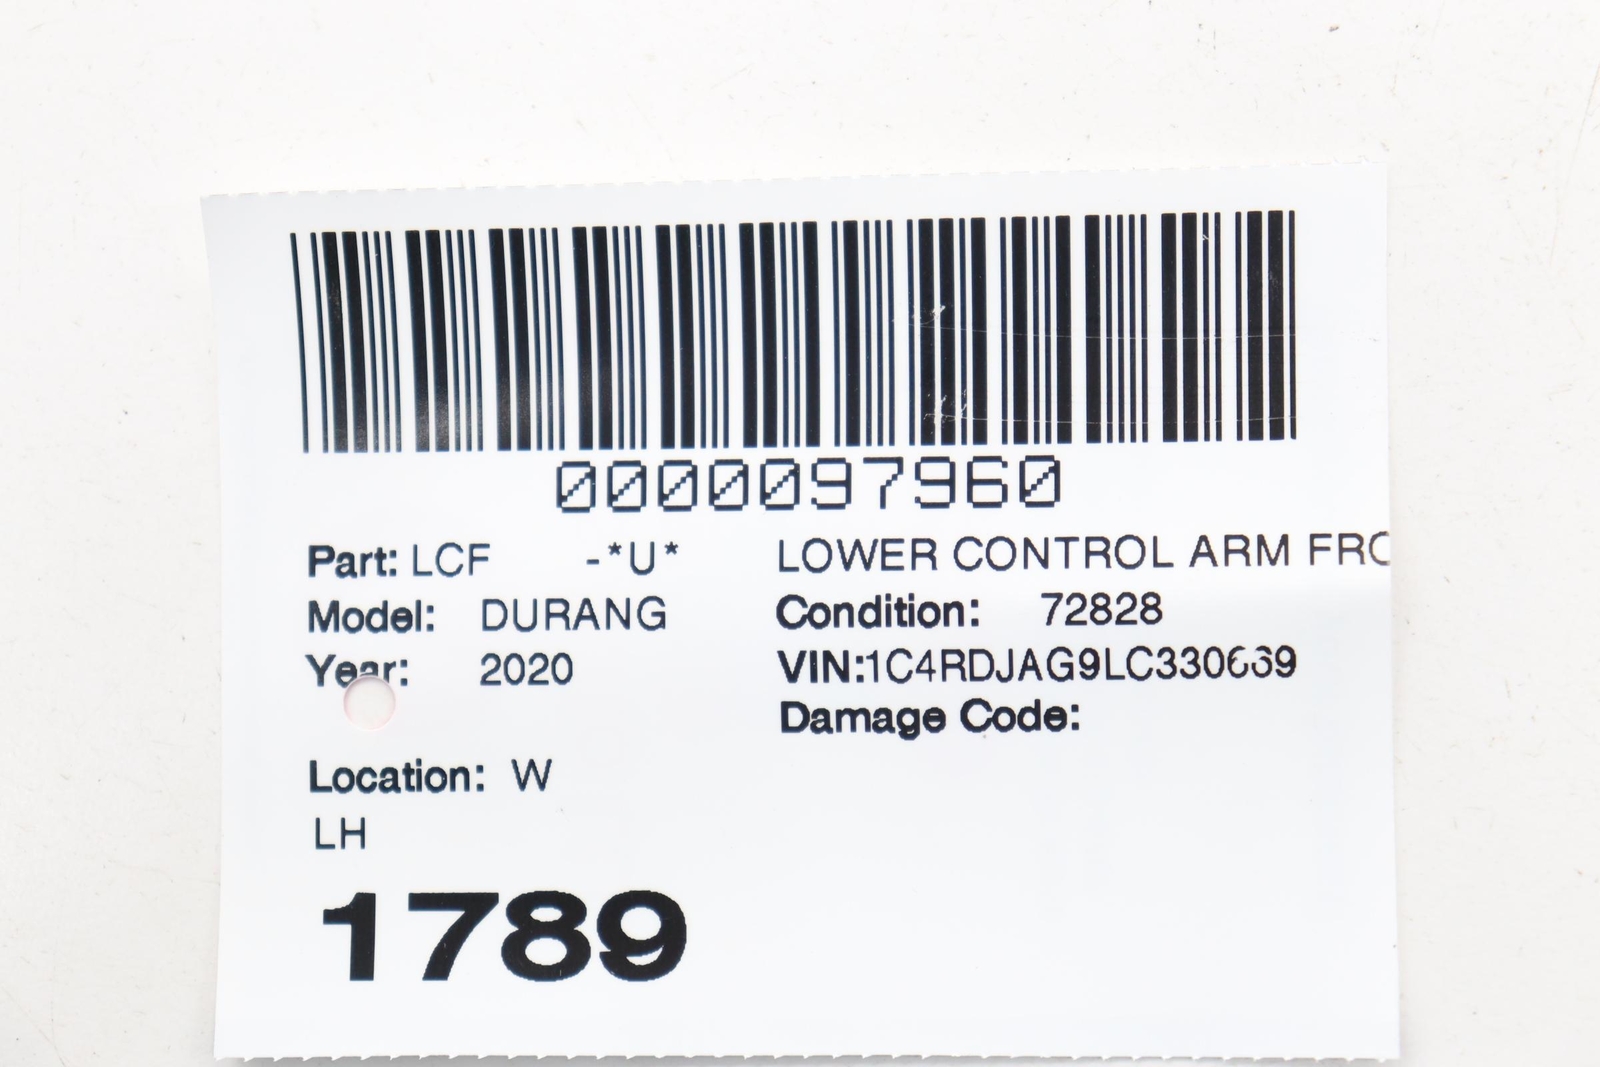 0000097960
Part: LCF -*U* LOWER CONTROL ARM FRO
Model: DURANG Condition: 72828
Year: 2020 VIN:1C4RDJAG9LC330669
Damage Code:
Location: W
LH
1789